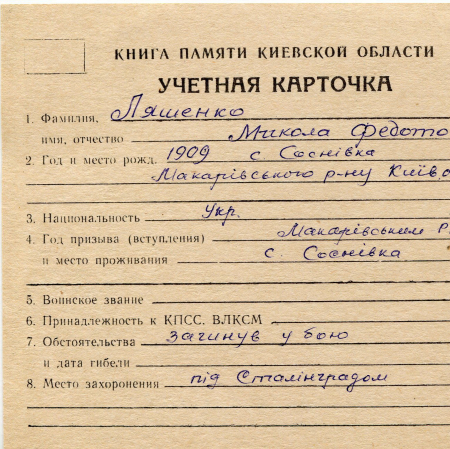 КНИГА ПАМЯТИ КИЕВСКОЙ ОБЛАСТИ
УЧЕТНАЯ КАРТОЧКА
1. Фамилия, Ляшенко
имя, отчество Микола Федото
2. Год и место рожд. 1909 с. Соснівка
Макарівського р-ну Київ.о
3. Национальность Укр.
4. Год призыва (вступления) Макарівським Р
и место проживания с. Соснівка
5. Воинское звание
6. Принадлежность к КПСС. ВЛКСМ
7. Обстоятельства загинув у бою
и дата гибели
8. Место захоронения під Сталінградом